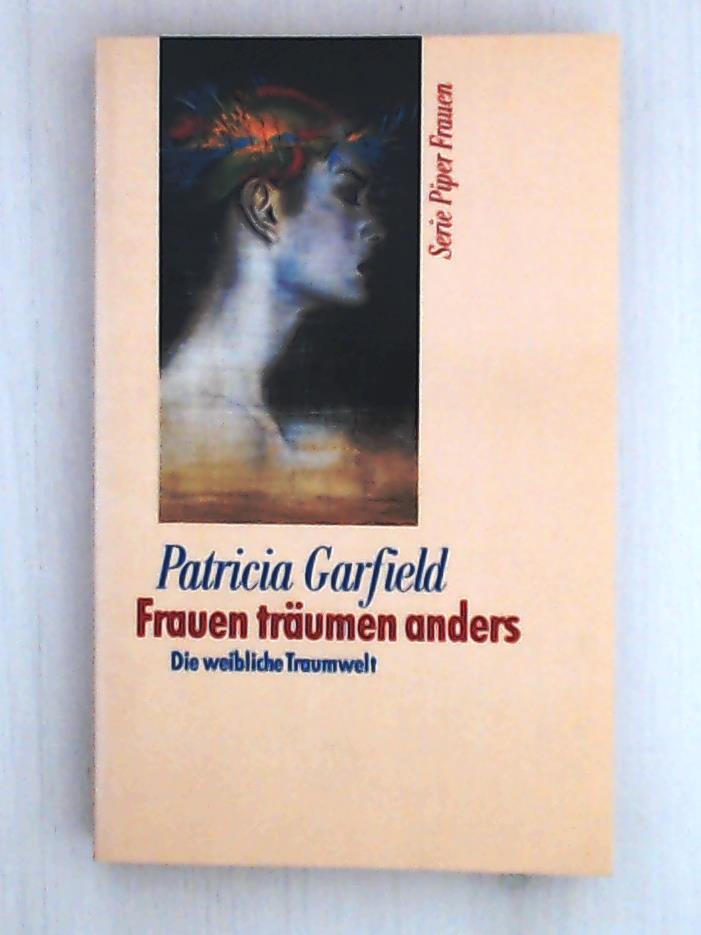 Serie Piper Frauen
Patricia Garfield
Frauen träumen anders
Die weibliche Traumwelt